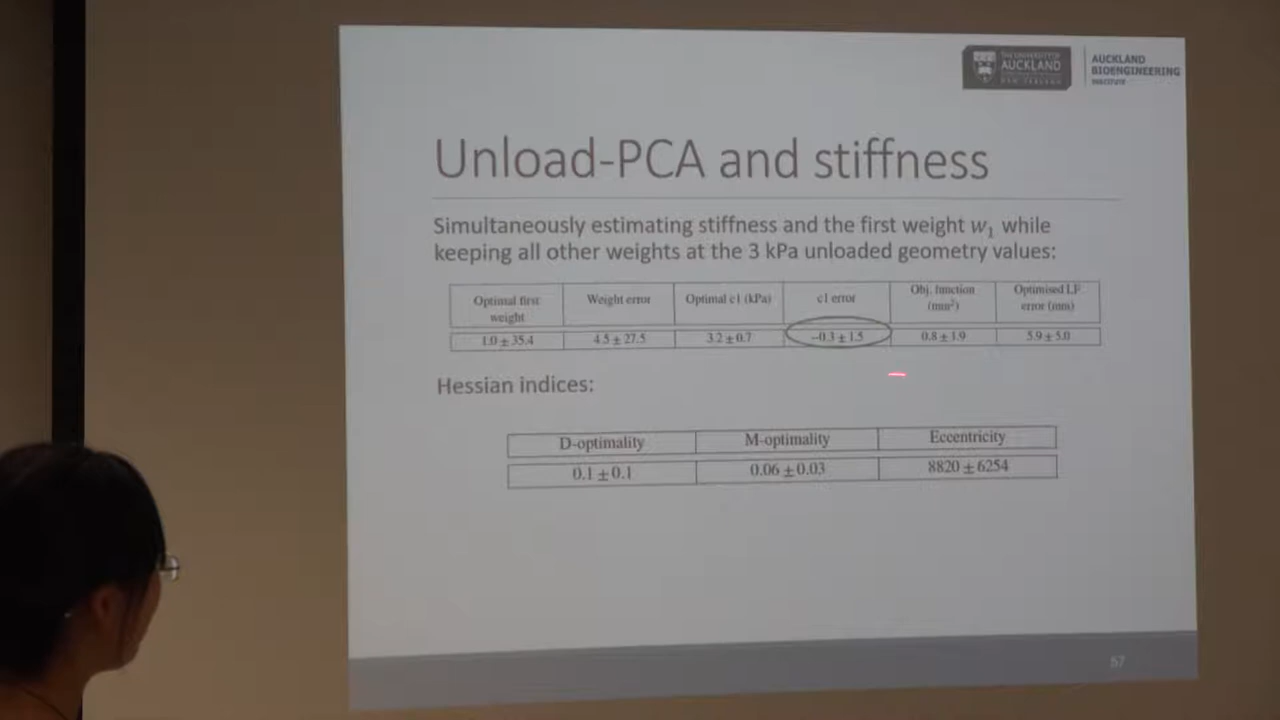 THE UNIVERSITY OF
AUCKLAND
NEW ZEALAND
AUCKLAND
BIOENGINEERING
INSTITUTE
Unload-PCA and stiffness
Simultaneously estimating stiffness and the first weight w₁ while
keeping all other weights at the 3 kPa unloaded geometry values:
Optimal first weight | Weight error | Optimal c1 (kPa) | c1 error | Obj. function (mm²) | Optimised LF error (mm)
1.0 ± 35.4 | 4.5 ± 27.5 | 3.2 ± 0.7 | −0.3 ± 1.5 | 0.8 ± 1.9 | 5.9 ± 5.0
Hessian indices:
D-optimality | M-optimality | Eccentricity
0.1 ± 0.1 | 0.06 ± 0.03 | 8820 ± 6254
67